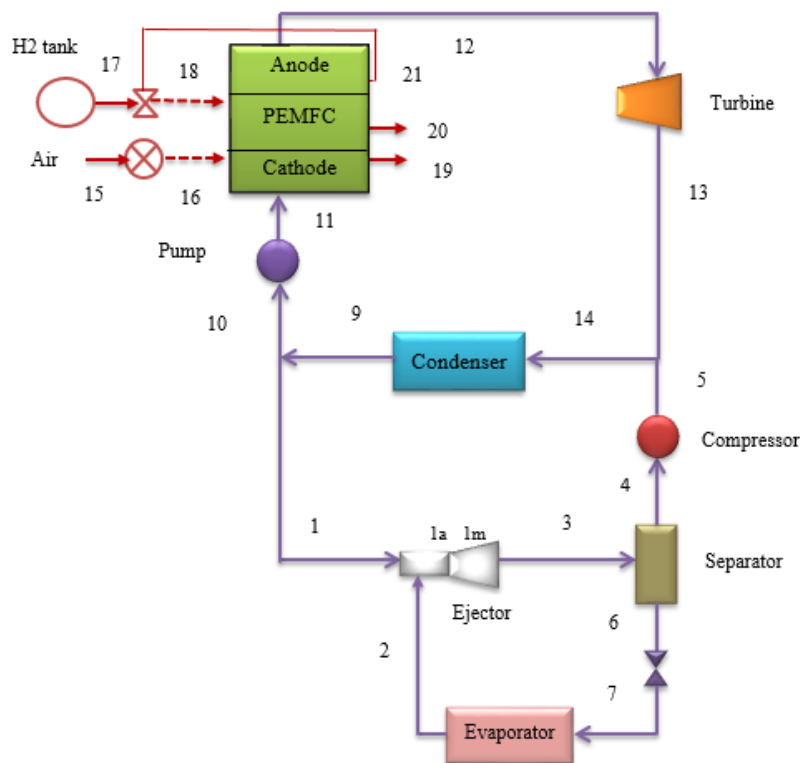 12
H2 tank
17
18
Anode
21
Turbine
PEMFC
20
Air
Cathode
19
15
16
13
11
Pump
10
9
14
Condenser
5
Compressor
4
1
1a
1m
3
Separator
Ejector
6
2
7
Evaporator